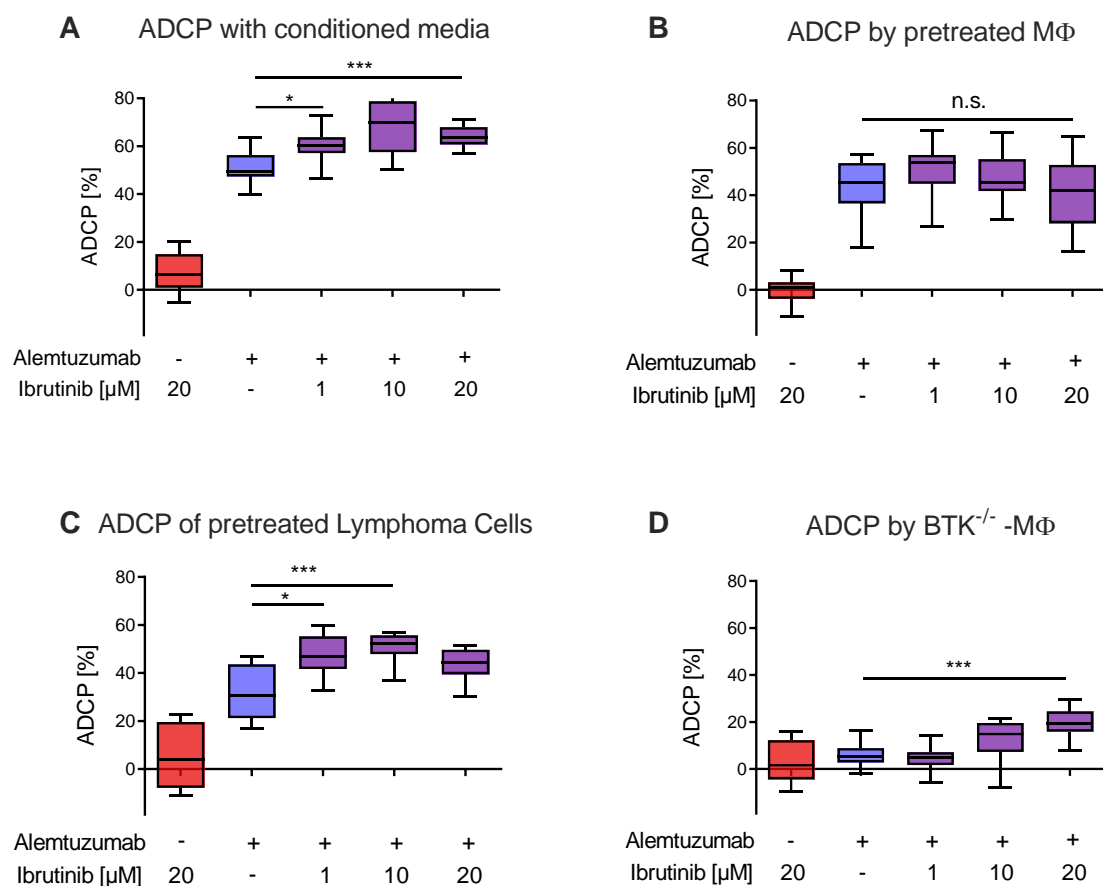 A ADCP with conditioned media
***
*
80
60
40
20
0
ADCP [%]
Alemtuzumab - + + + +
Ibrutinib [µM] 20 - 1 10 20
B ADCP by pretreated MΦ
n.s.
80
60
40
20
0
ADCP [%]
Alemtuzumab - + + + +
Ibrutinib [µM] 20 - 1 10 20
C ADCP of pretreated Lymphoma Cells
***
*
80
60
40
20
0
ADCP [%]
Alemtuzumab - + + + +
Ibrutinib [µM] 20 - 1 10 20
D ADCP by BTK-/- -MΦ
***
80
60
40
20
0
ADCP [%]
Alemtuzumab - + + + +
Ibrutinib [µM] 20 - 1 10 20